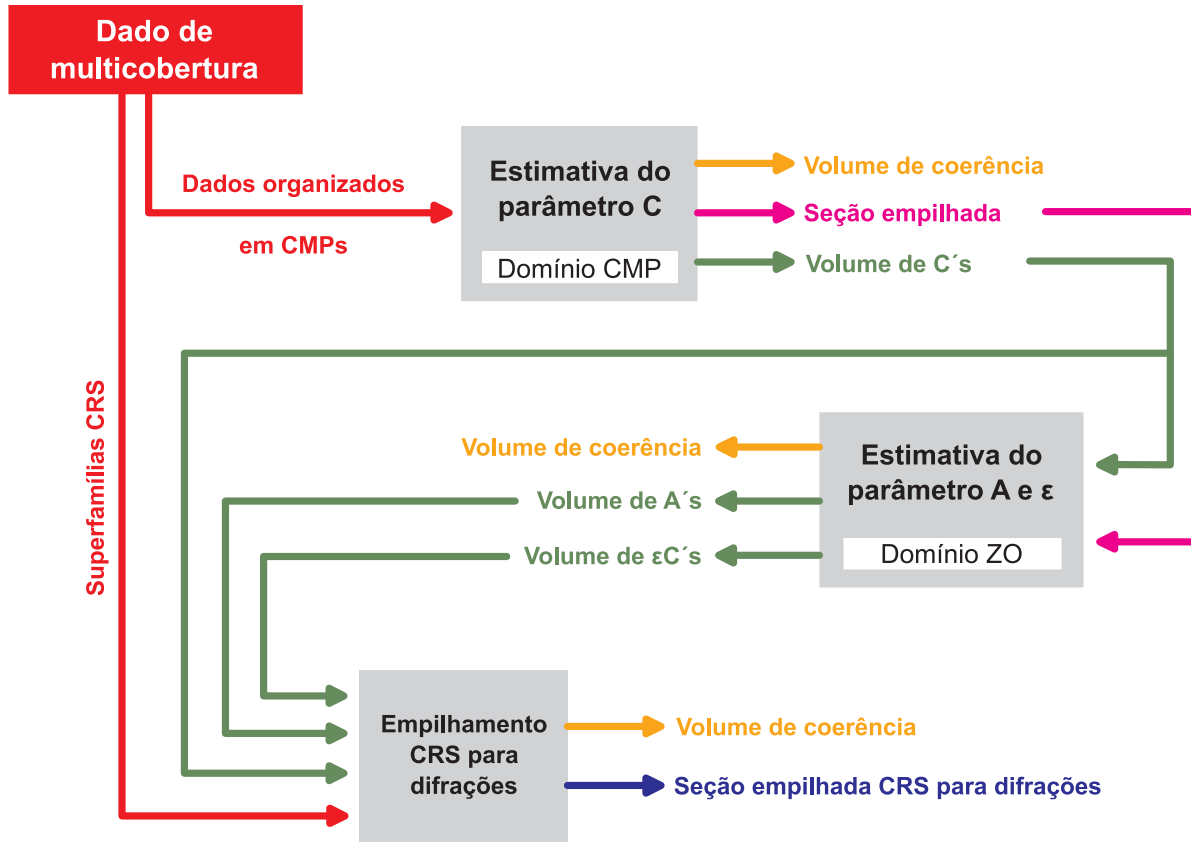 Dado de
multicobertura
Dados organizados
em CMPs
Estimativa do
parâmetro C
Domínio CMP
Volume de coerência
Seção empilhada
Volume de C´s
Superfamílias CRS
Volume de coerência
Volume de A´s
Volume de εC´s
Estimativa do
parâmetro A e ε
Domínio ZO
Empilhamento
CRS para
difrações
Volume de coerência
Seção empilhada CRS para difrações